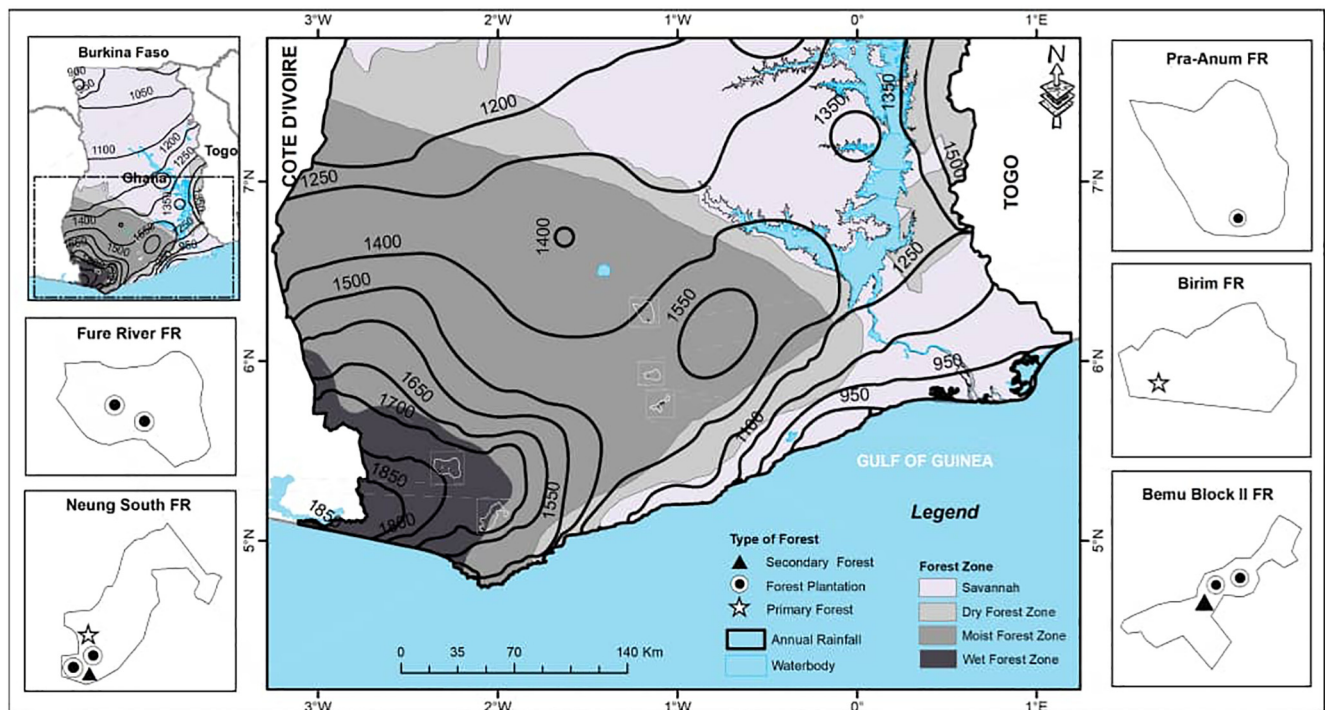 Burkina Faso
900
1050
1100
1200
1250
Togo
Ghana
1350
1400
1500
950
Fure River FR
Neung South FR
3°W
2°W
1°W
0°
1°E
COTE D'IVOIRE
N
1200
1350
1350
1500
1250
TOGO
7°N
7°N
1400
1400
1250
1500
1550
6°N
6°N
1650
1700
950
950
1100
GULF OF GUINEA
1850
1850
1800
1550
5°N
5°N
Legend
Type of Forest
Secondary Forest
Forest Plantation
Primary Forest
Annual Rainfall
Waterbody
Forest Zone
Savannah
Dry Forest Zone
Moist Forest Zone
Wet Forest Zone
0 35 70 140 Km
3°W
2°W
1°W
0°
1°E
Pra-Anum FR
Birim FR
Bemu Block II FR